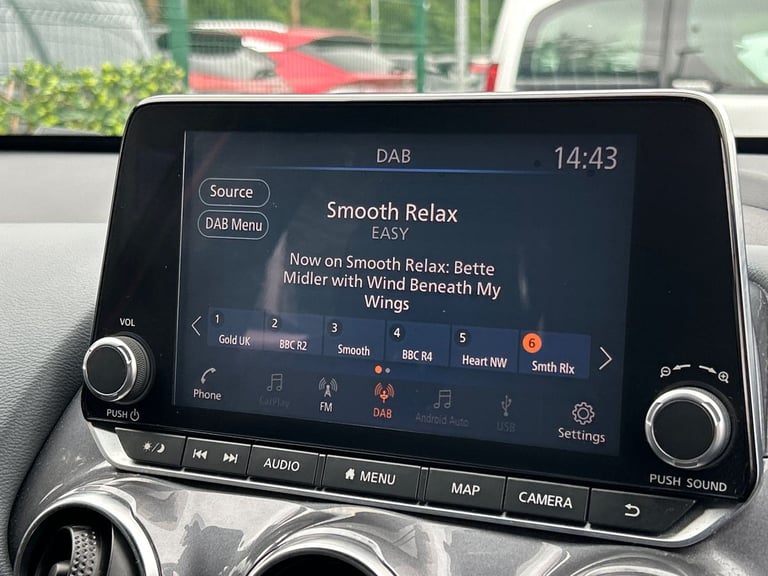 DAB
14:43
Source
DAB Menu
Smooth Relax
EASY
Now on Smooth Relax: Bette
Midler with Wind Beneath My
Wings
1 Gold UK
2 BBC R2
3 Smooth
4 BBC R4
5 Heart NW
6 Smth Rlx
Phone
CarPlay
FM
DAB
Android Auto
USB
Settings
VOL
PUSH
PUSH SOUND
AUDIO
MENU
MAP
CAMERA